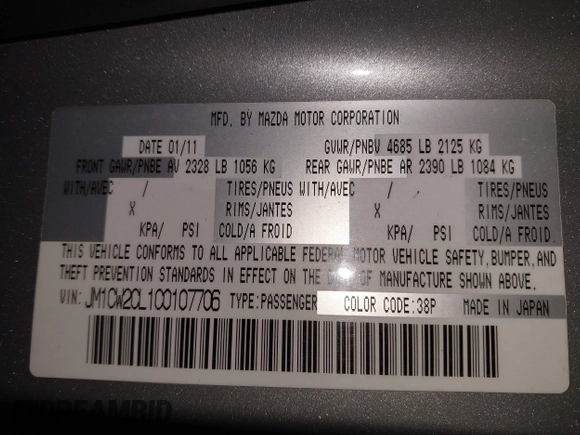 MFD. BY MAZDA MOTOR CORPORATION
DATE 01/11 GVWR/PNBV 4685 LB 2125 KG
FRONT GAWR/PNBE AV 2328 LB 1056 KG REAR GAWR/PNBE AR 2390 LB 1084 KG
WITH/AVEC / TIRES/PNEUS WITH/AVEC / TIRES/PNEUS
X RIMS/JANTES X RIMS/JANTES
KPA/ PSI COLD/A FROID KPA/ PSI COLD/A FROID
THIS VEHICLE CONFORMS TO ALL APPLICABLE FEDERAL MOTOR VEHICLE SAFETY, BUMPER, AND
THEFT PREVENTION STANDARDS IN EFFECT ON THE DATE OF MANUFACTURE SHOWN ABOVE.
VIN: JM1CW2CL1C0107706 TYPE:PASSENGER COLOR CODE:38P MADE IN JAPAN